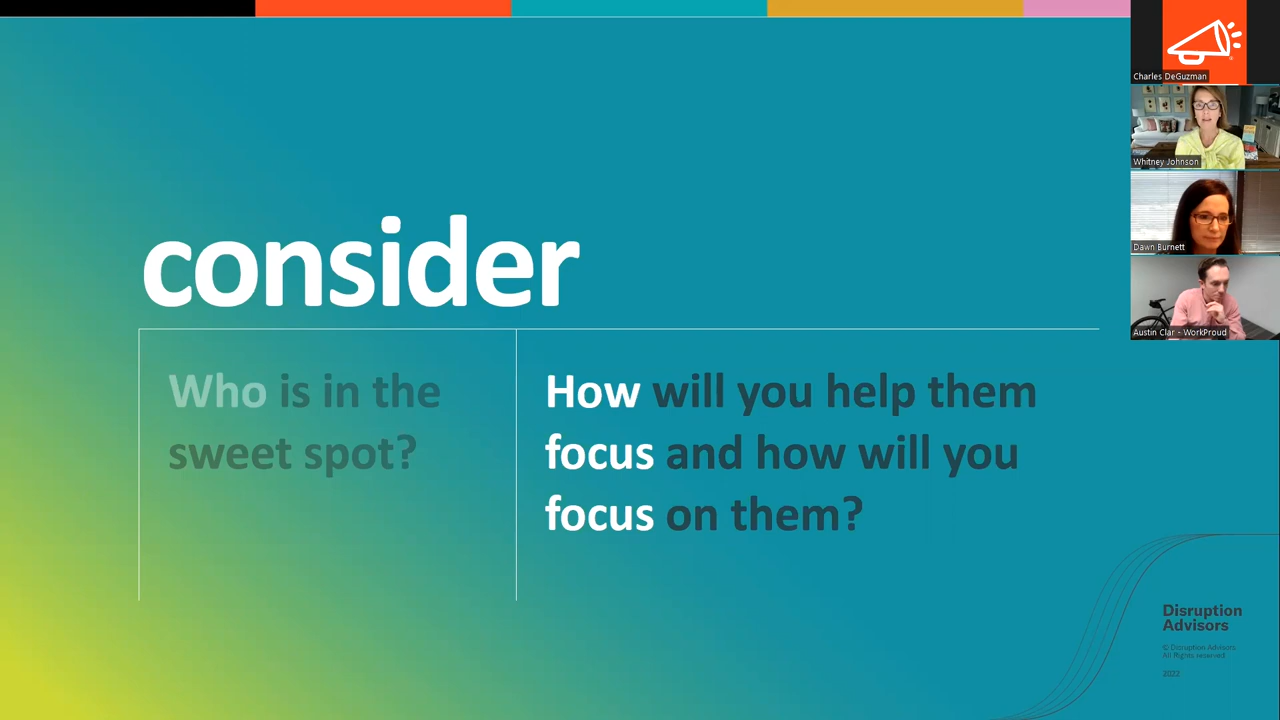 consider
Who is in the
sweet spot?
How will you help them
focus and how will you
focus on them?
Charles DeGuzman
Whitney Johnson
Dawn Burnett
Austin Clar - WorkProud
Disruption
Advisors
© Disruption Advisors
All Rights reserved
2022